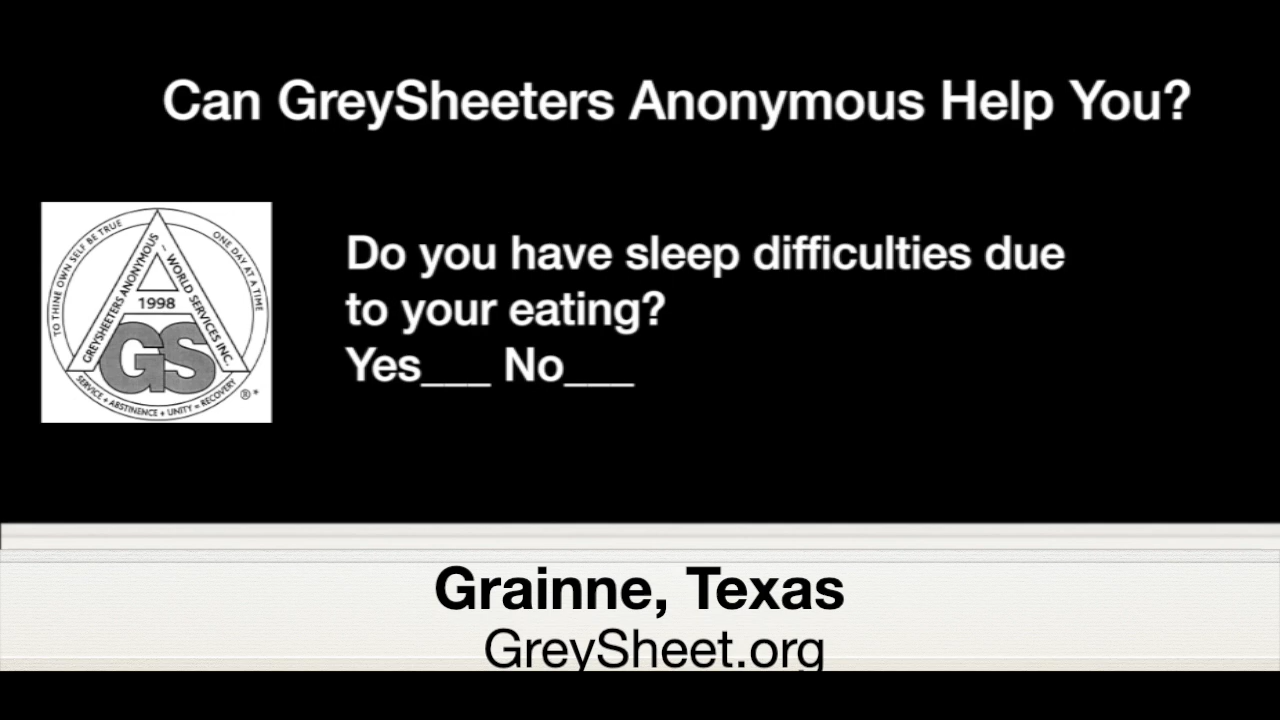 Can GreySheeters Anonymous Help You?
TO THINE OWN SELF BE TRUE
ONE DAY AT A TIME
GREYSHEETERS ANONYMOUS ~ WORLD SERVICES INC.
1998
GS
SERVICE + ABSTINENCE + UNITY = RECOVERY
®*
Do you have sleep difficulties due
to your eating?
Yes___ No___
Grainne, Texas
GreySheet.org